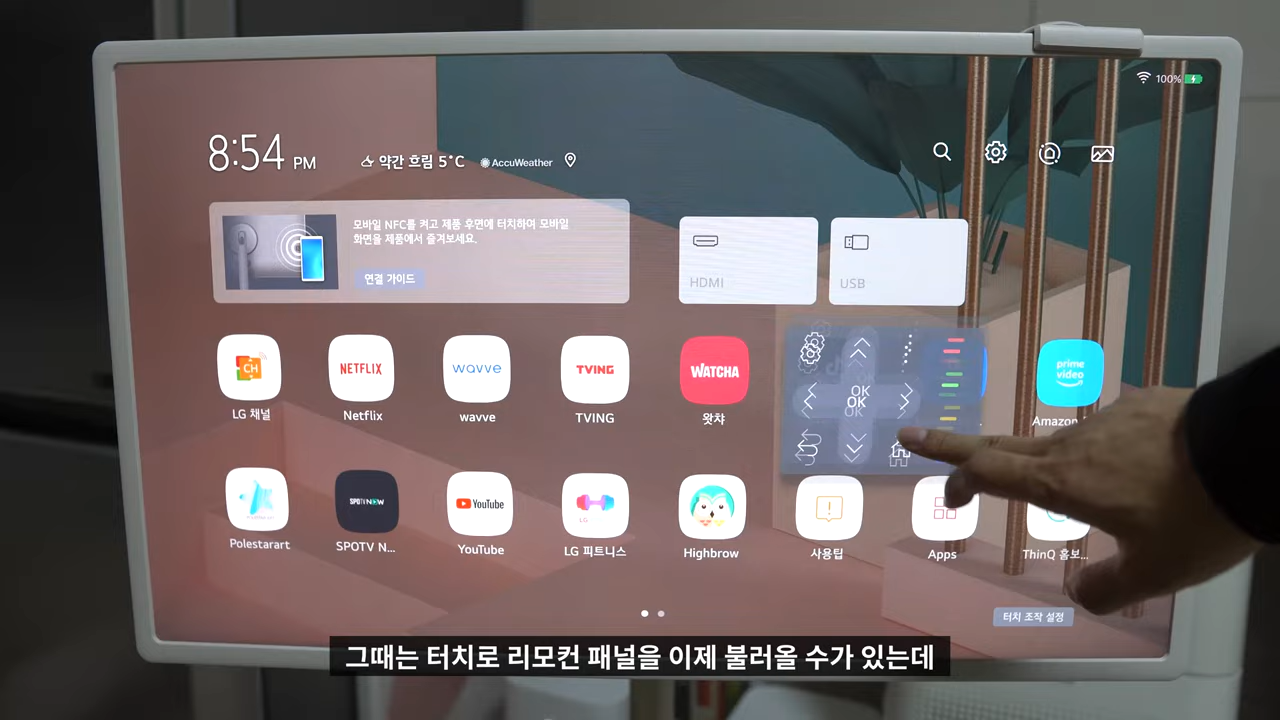 100%
8:54 PM
약간 흐림 5°C
AccuWeather
모바일 NFC를 켜고 제품 후면에 터치하여 모바일
화면을 제품에서 즐겨보세요.
연결 가이드
HDMI
USB
CH
NETFLIX
wavve
TVING
WATCHA
OK
OK
OK
prime
video
LG 채널
Netflix
wavve
TVING
왓챠
Amazon
SPOTV NOW
YouTube
LG
Polestarart
SPOTV N...
YouTube
LG 피트니스
Highbrow
사용팁
Apps
ThinQ 홈보...
터치 조작 설정
그때는 터치로 리모컨 패널을 이제 불러올 수가 있는데